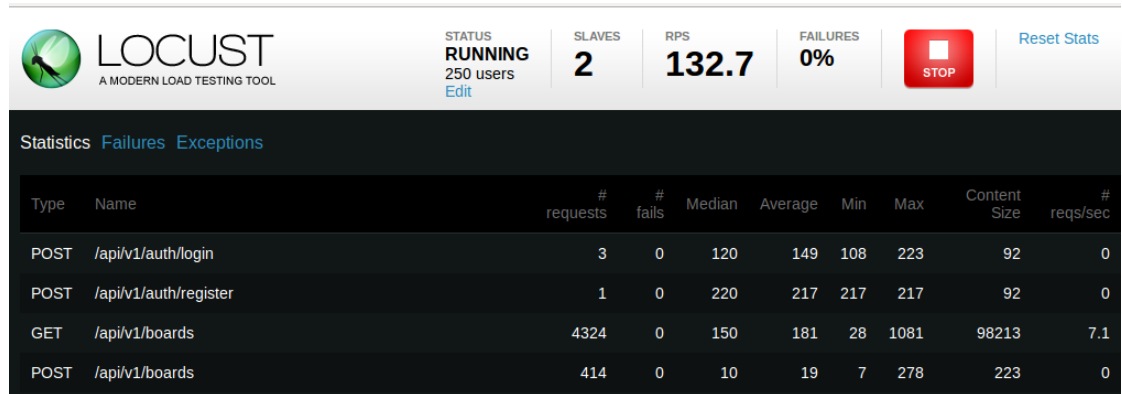 LOCUST
A MODERN LOAD TESTING TOOL
STATUS
RUNNING
250 users
Edit
SLAVES
2
RPS
132.7
FAILURES
0%
STOP
Reset Stats
Statistics Failures Exceptions
Type Name # requests # fails Median Average Min Max Content Size # reqs/sec
POST /api/v1/auth/login 3 0 120 149 108 223 92 0
POST /api/v1/auth/register 1 0 220 217 217 217 92 0
GET /api/v1/boards 4324 0 150 181 28 1081 98213 7.1
POST /api/v1/boards 414 0 10 19 7 278 223 0